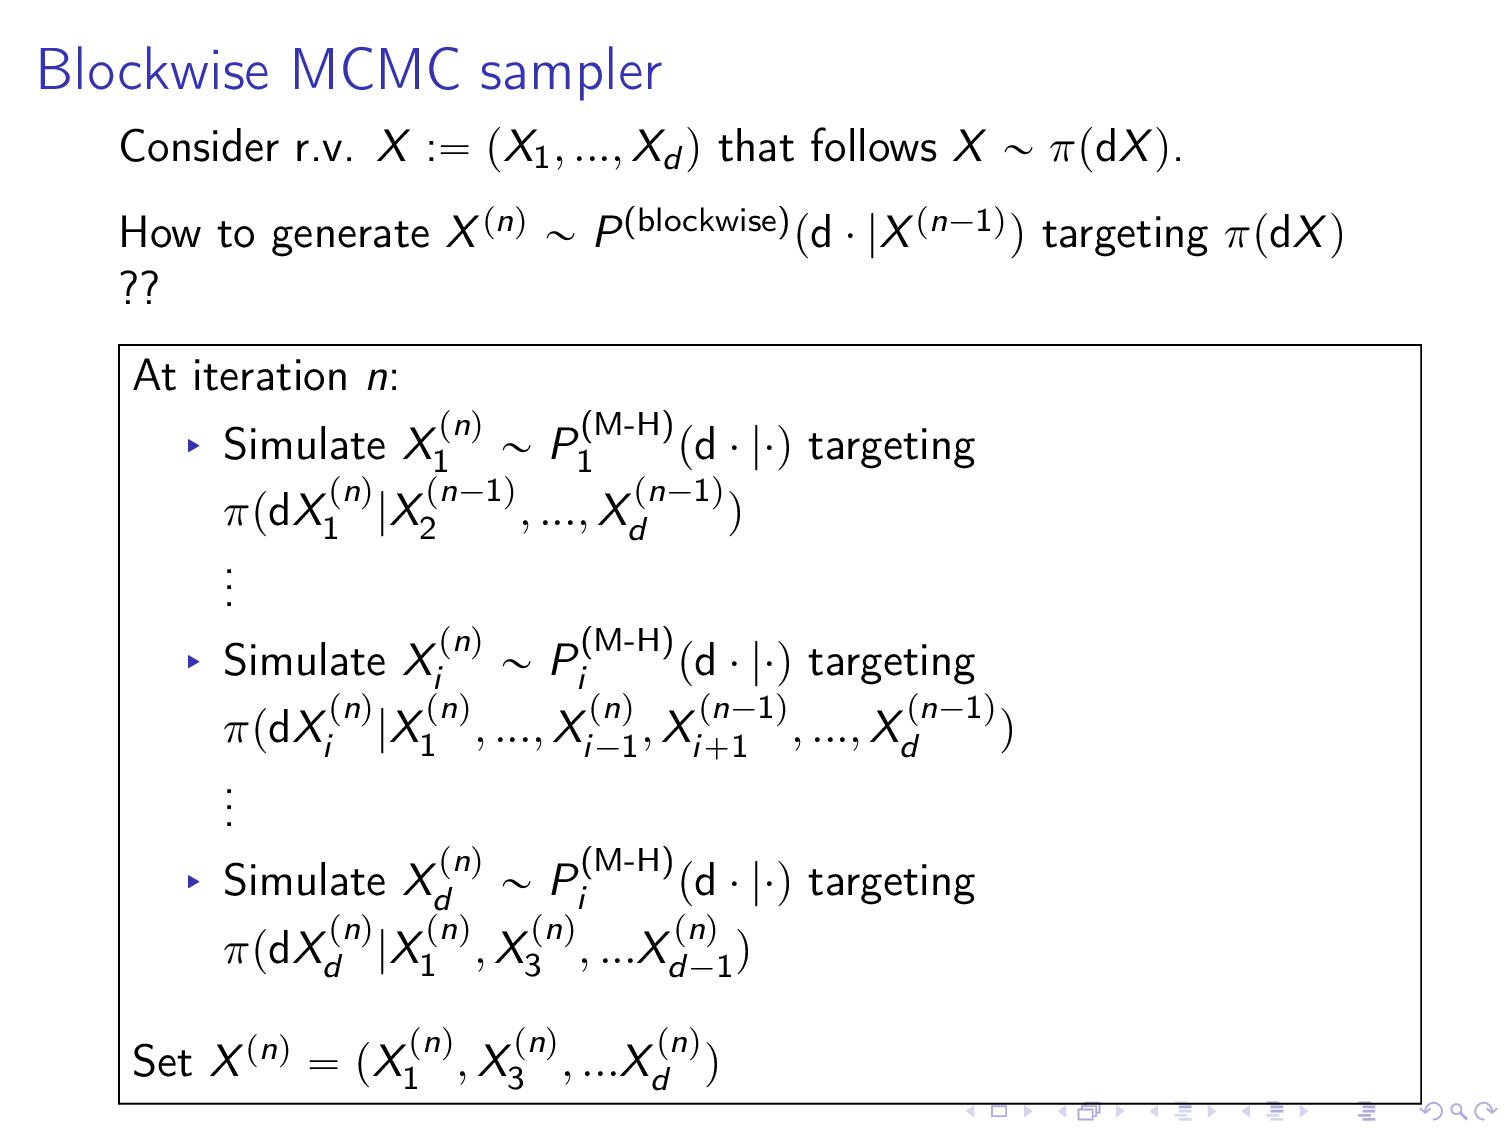 Blockwise MCMC sampler
Consider r.v. $X := (X_1, ..., X_d)$ that follows $X \sim \pi(\mathrm{d}X)$.
How to generate $X^{(n)} \sim P^{(\text{blockwise})}(\mathrm{d} \cdot |X^{(n-1)})$ targeting $\pi(\mathrm{d}X)$
??
At iteration $n$:
▸ Simulate $X_1^{(n)} \sim P_1^{(\text{M-H})}(\mathrm{d} \cdot |\cdot)$ targeting
$\pi(\mathrm{d}X_1^{(n)}|X_2^{(n-1)}, ..., X_d^{(n-1)})$
⋮
▸ Simulate $X_i^{(n)} \sim P_i^{(\text{M-H})}(\mathrm{d} \cdot |\cdot)$ targeting
$\pi(\mathrm{d}X_i^{(n)}|X_1^{(n)}, ..., X_{i-1}^{(n)}, X_{i+1}^{(n-1)}, ..., X_d^{(n-1)})$
⋮
▸ Simulate $X_d^{(n)} \sim P_i^{(\text{M-H})}(\mathrm{d} \cdot |\cdot)$ targeting
$\pi(\mathrm{d}X_d^{(n)}|X_1^{(n)}, X_3^{(n)}, ...X_{d-1}^{(n)})$
Set $X^{(n)} = (X_1^{(n)}, X_3^{(n)}, ...X_d^{(n)})$